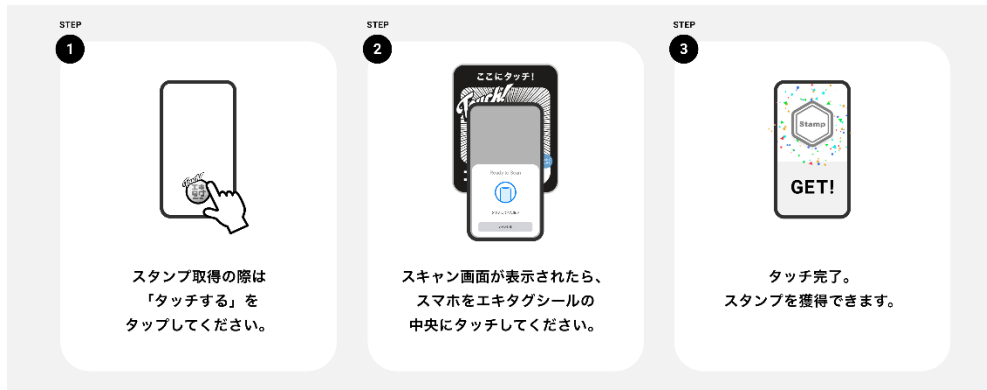 STEP
1
スタンプ取得の際は
「タッチする」を
タップしてください。
STEP
2
ここにタッチ!
Touch!
Ready to Scan
スキャン画面が表示されたら、
スマホをエキタグシールの
中央にタッチしてください。
STEP
3
Stamp
GET!
タッチ完了。
スタンプを獲得できます。